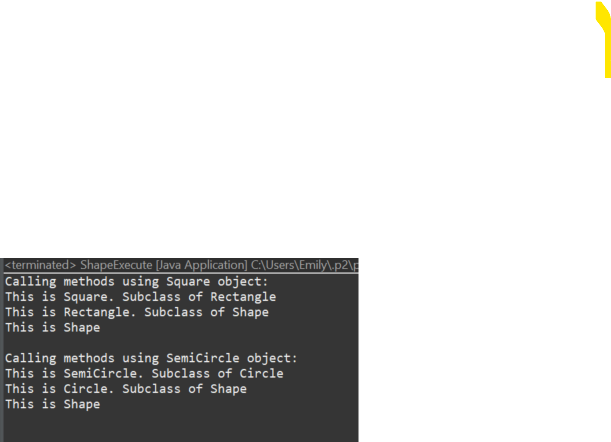 <terminated> ShapeExecute [Java Application] C:\Users\Emily\.p2\p
Calling methods using Square object:
This is Square. Subclass of Rectangle
This is Rectangle. Subclass of Shape
This is Shape
Calling methods using SemiCircle object:
This is SemiCircle. Subclass of Circle
This is Circle. Subclass of Shape
This is Shape